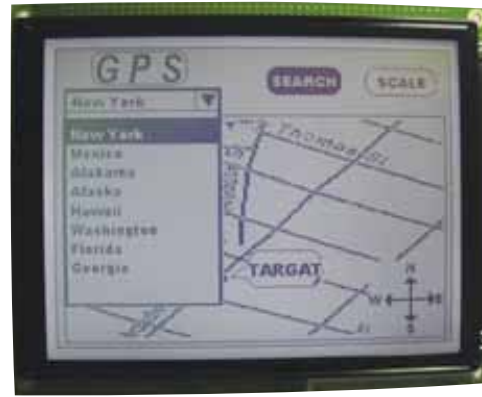 GPS
SEARCH
SCALE
New York
New York
Mexico
Alabama
Alaska
Hawaii
Washington
Florida
Georgia
Thomas St
TARGAT
N
W
S